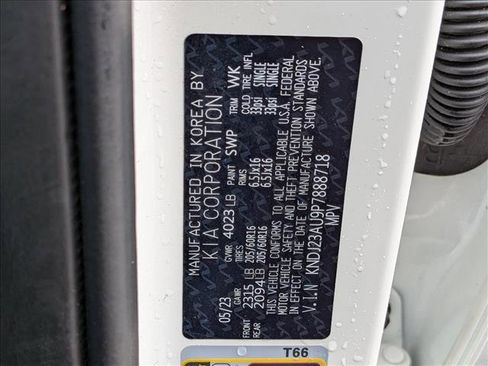 MANUFACTURED IN KOREA BY
KIA CORPORATION
05/23 GVWR 4023 LB PAINT SWP TRIM WK
GAWR TIRES RIMS COLD TIRE INFL
FRONT 2315 LB 205/60R16 6.5Jx16 33psi SINGLE
REAR 2094 LB 205/60R16 6.5Jx16 33psi SINGLE
THIS VEHICLE CONFORMS TO ALL APPLICABLE U.S.A. FEDERAL
MOTOR VEHICLE SAFETY AND THEFT PREVENTION STANDARDS
IN EFFECT ON THE DATE OF MANUFACTURE SHOWN ABOVE.
V.I.N KNDJ23AU9P7888718
MPV
T66